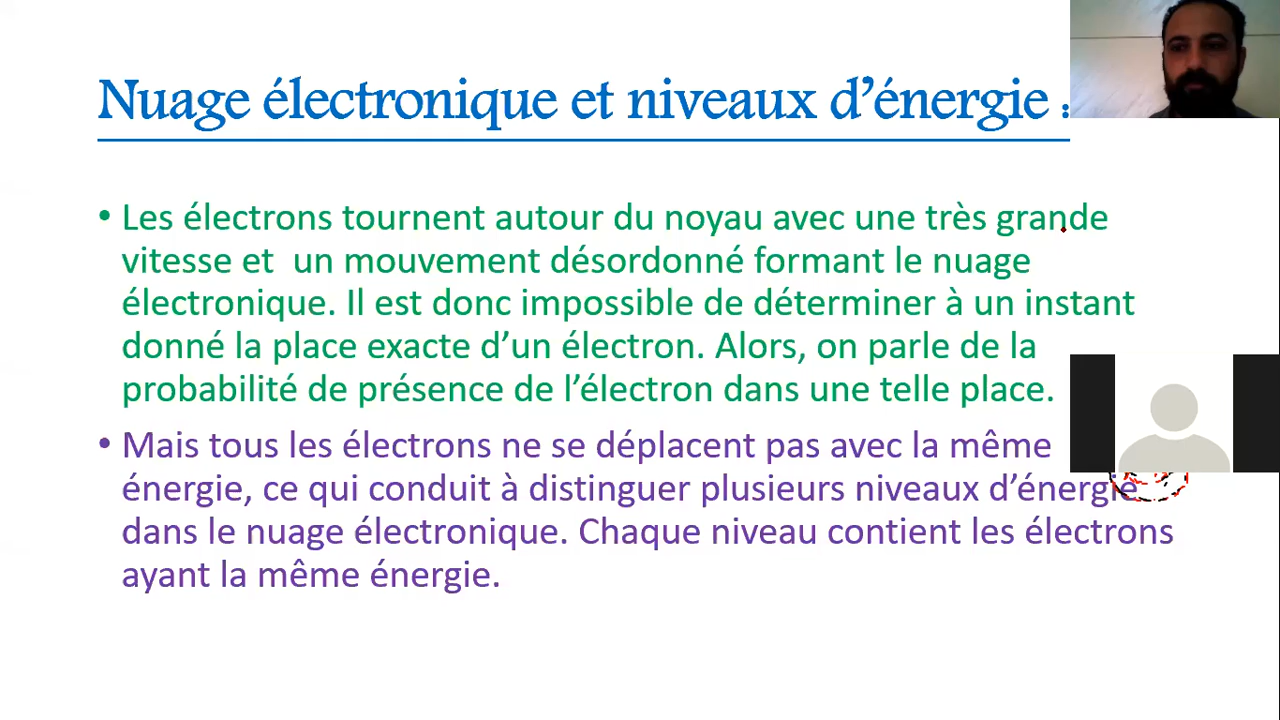 Nuage électronique et niveaux d’énergie :
• Les électrons tournent autour du noyau avec une très grande
vitesse et un mouvement désordonné formant le nuage
électronique. Il est donc impossible de déterminer à un instant
donné la place exacte d’un électron. Alors, on parle de la
probabilité de présence de l’électron dans une telle place.
• Mais tous les électrons ne se déplacent pas avec la même
énergie, ce qui conduit à distinguer plusieurs niveaux d’énergie
dans le nuage électronique. Chaque niveau contient les électrons
ayant la même énergie.